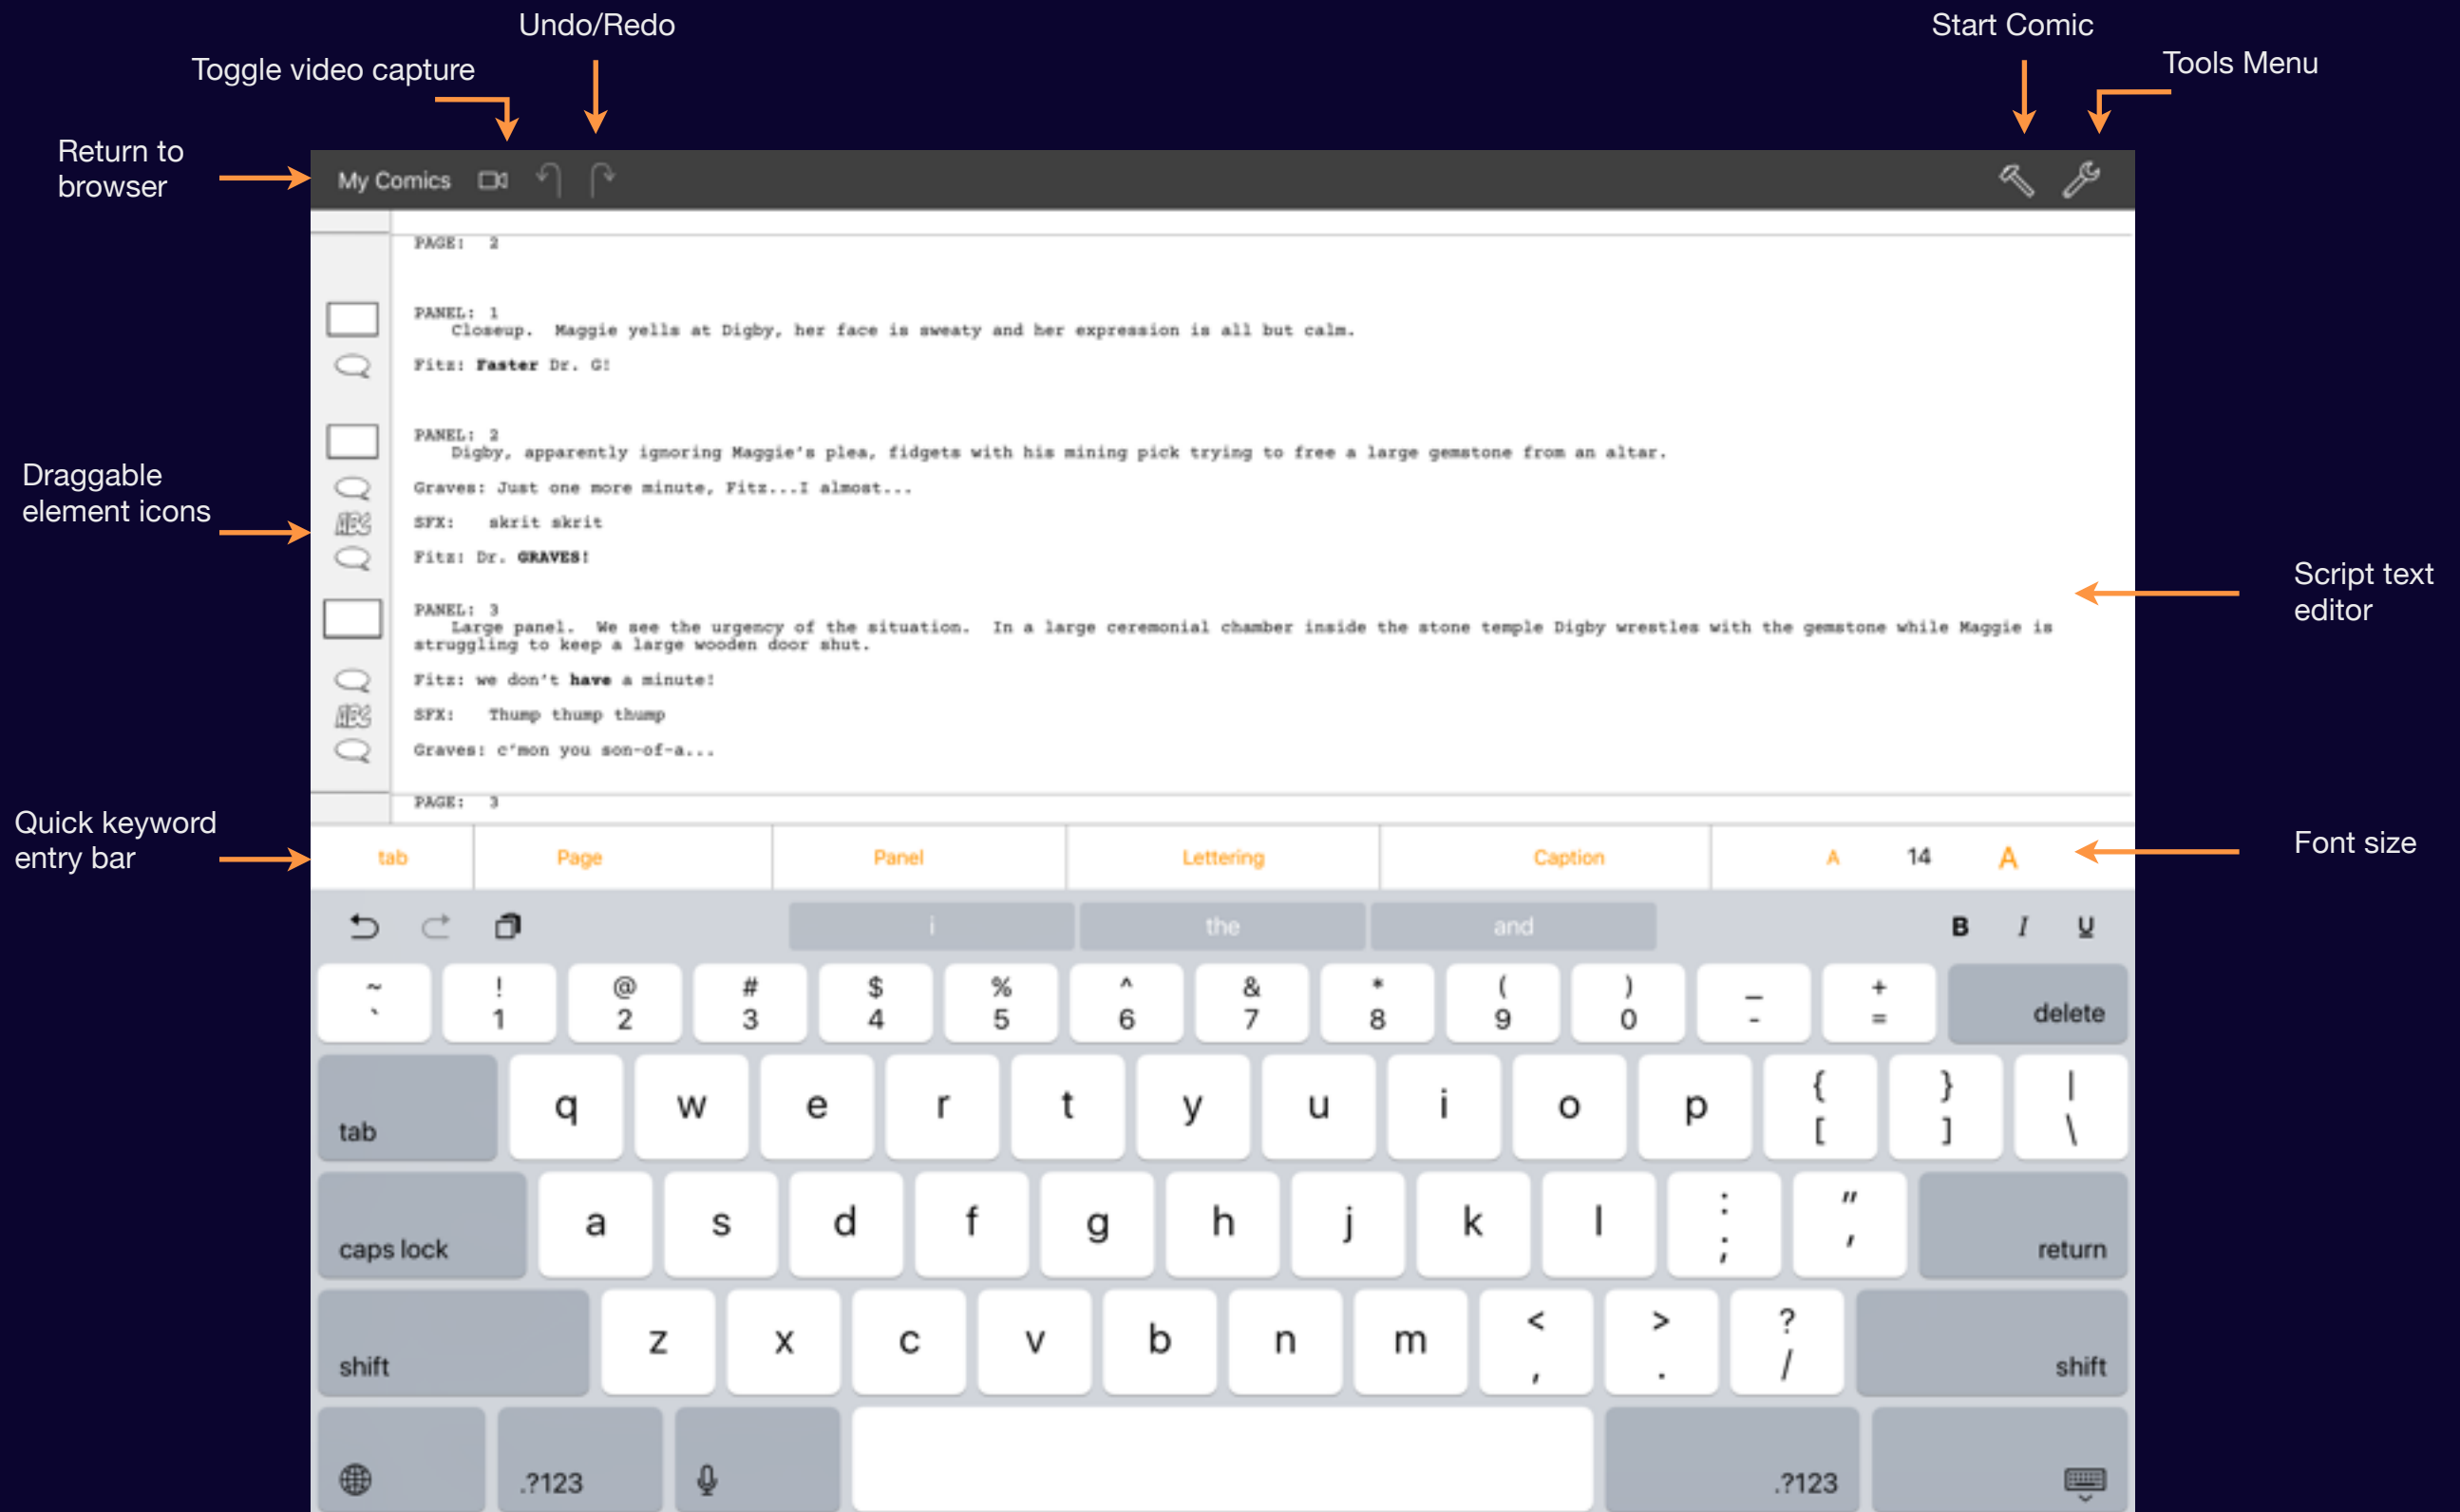 Undo/Redo
Start Comic
Toggle video capture
Tools Menu
Return to
browser
My Comics
PAGE: 2
PANEL: 1
Closeup. Maggie yells at Digby, her face is sweaty and her expression is all but calm.
Fitz: Faster Dr. G!
PANEL: 2
Digby, apparently ignoring Maggie's plea, fidgets with his mining pick trying to free a large gemstone from an altar.
Draggable
element icons
Graves: Just one more minute, Fitz...I almost...
ABC
SFX: skrit skrit
Fitz: Dr. GRAVES!
Script text
editor
PANEL: 3
Large panel. We see the urgency of the situation. In a large ceremonial chamber inside the stone temple Digby wrestles with the gemstone while Maggie is
struggling to keep a large wooden door shut.
Fitz: we don't have a minute!
ABC
SFX: Thump thump thump
Graves: c'mon you son-of-a...
PAGE: 3
Quick keyword
entry bar
tab Page Panel Lettering Caption A 14 A
Font size
i the and B I U
~ ! @ # $ % ^ & * ( ) _ +
` 1 2 3 4 5 6 7 8 9 0 - = delete
tab q w e r t y u i o p { [ } ] | \
caps lock a s d f g h j k l : ; " ' return
shift z x c v b n m < , > . ? / shift
.?123 .?123